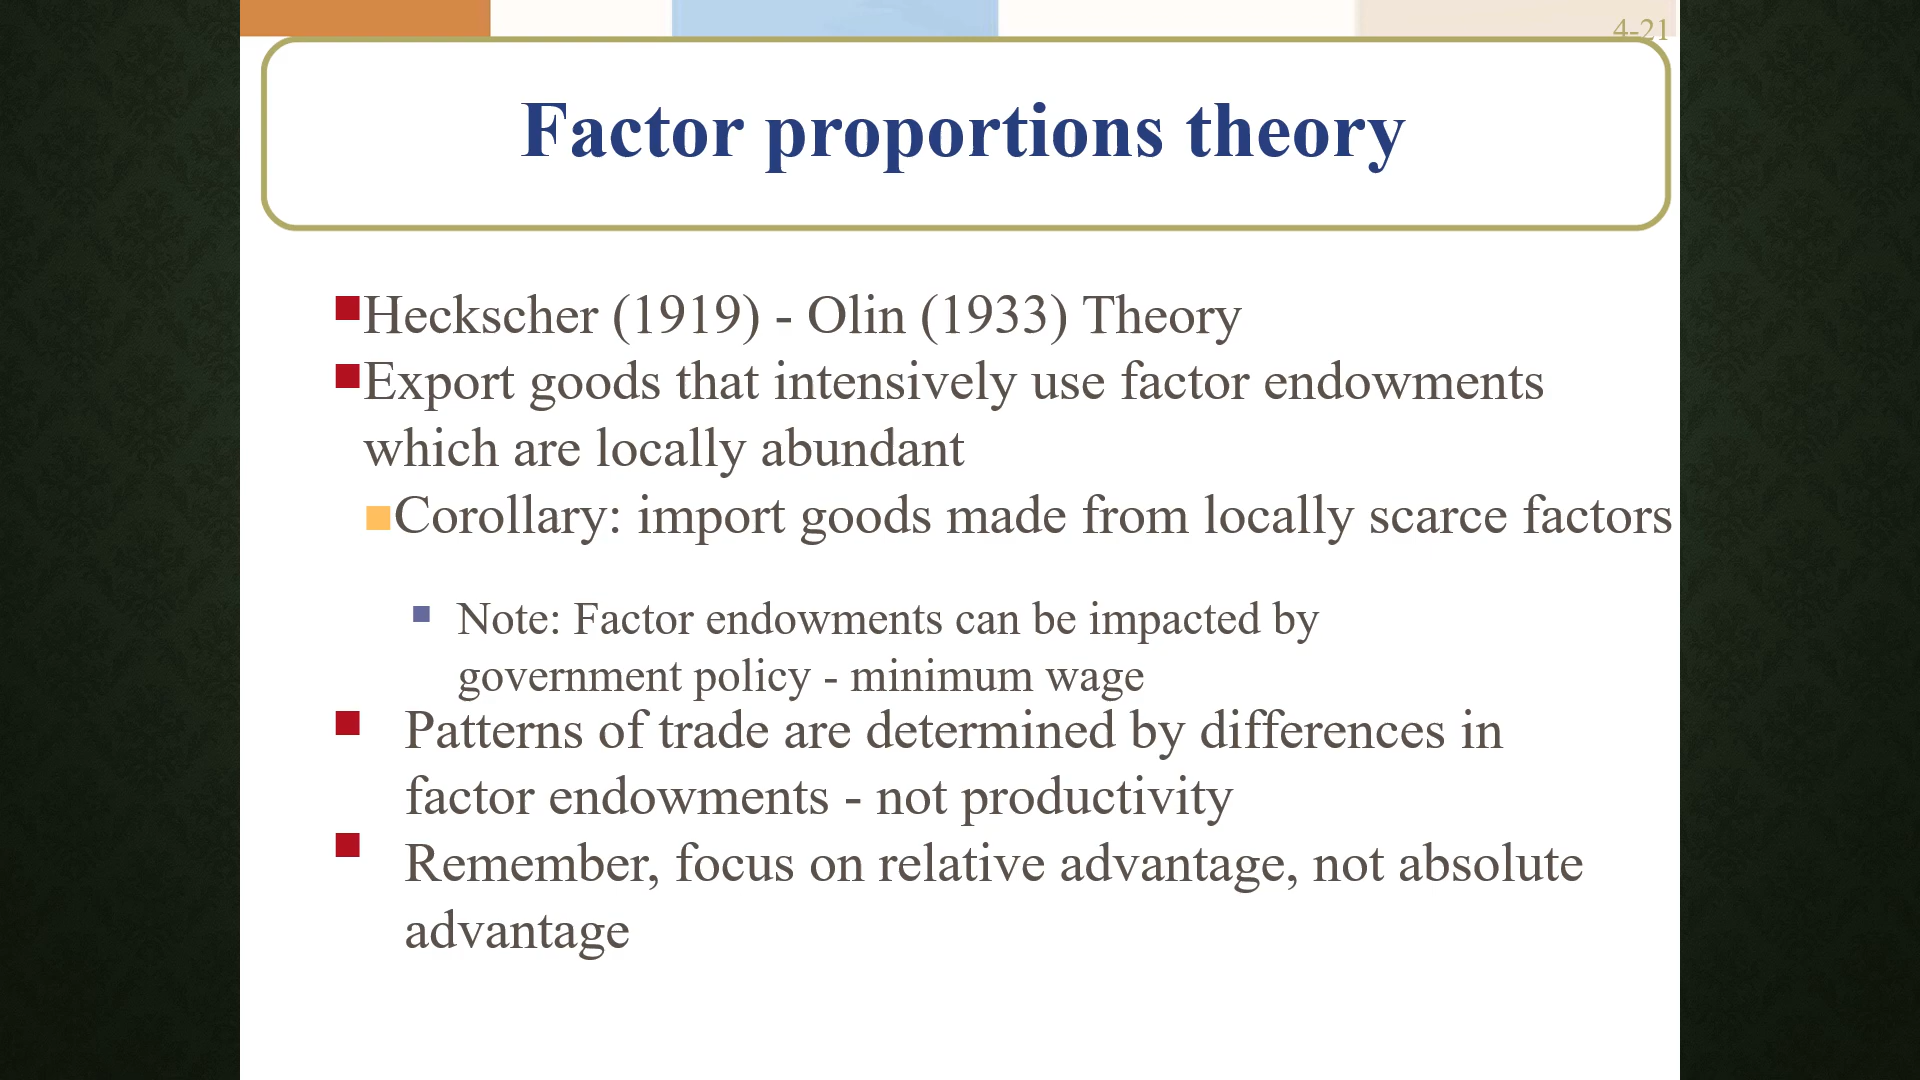 4-21
Factor proportions theory
Heckscher (1919) - Olin (1933) Theory
Export goods that intensively use factor endowments
which are locally abundant
Corollary: import goods made from locally scarce factors
Note: Factor endowments can be impacted by
government policy - minimum wage
Patterns of trade are determined by differences in
factor endowments - not productivity
Remember, focus on relative advantage, not absolute
advantage